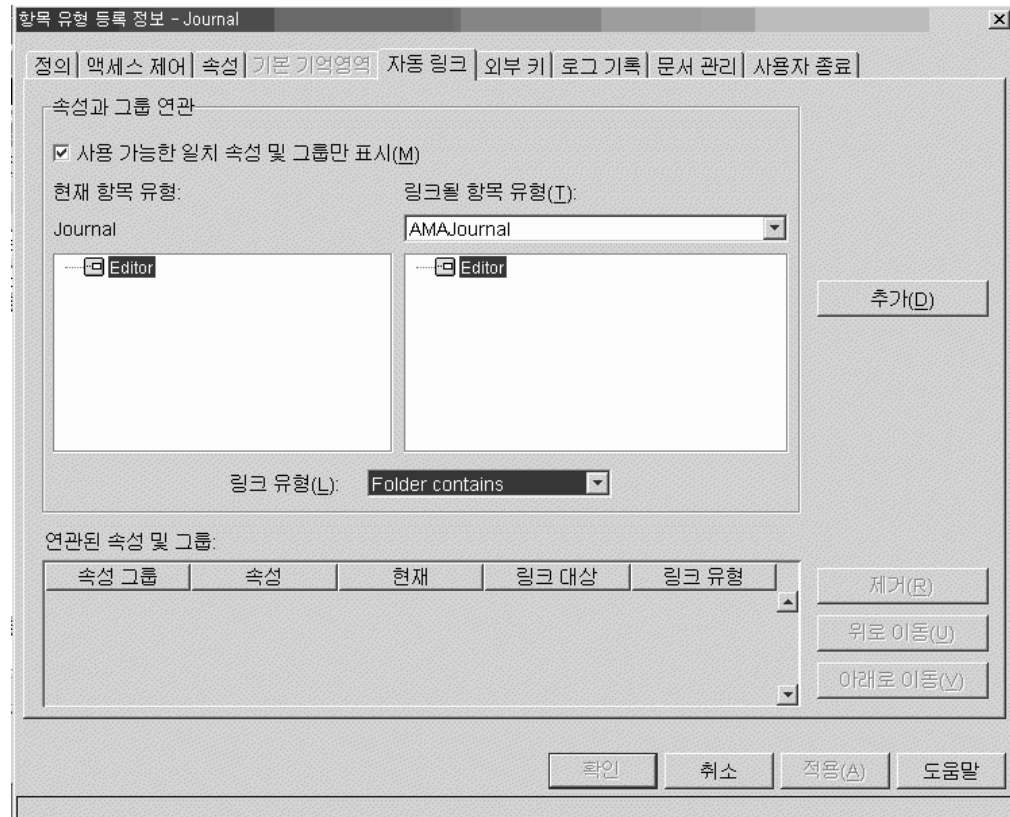 항목 유형 등록 정보 - Journal
정의 액세스 제어 속성 기본 기억영역 자동 링크 외부 키 로그 기록 문서 관리 사용자 종료
속성과 그룹 연관
사용 가능한 일치 속성 및 그룹만 표시(M)
현재 항목 유형: 링크될 항목 유형(T):
Journal AMAJournal
Editor Editor
추가(D)
링크 유형(L): Folder contains
연관된 속성 및 그룹:
속성 그룹 속성 현재 링크 대상 링크 유형
제거(R)
위로 이동(U)
아래로 이동(V)
확인 취소 적용(A) 도움말